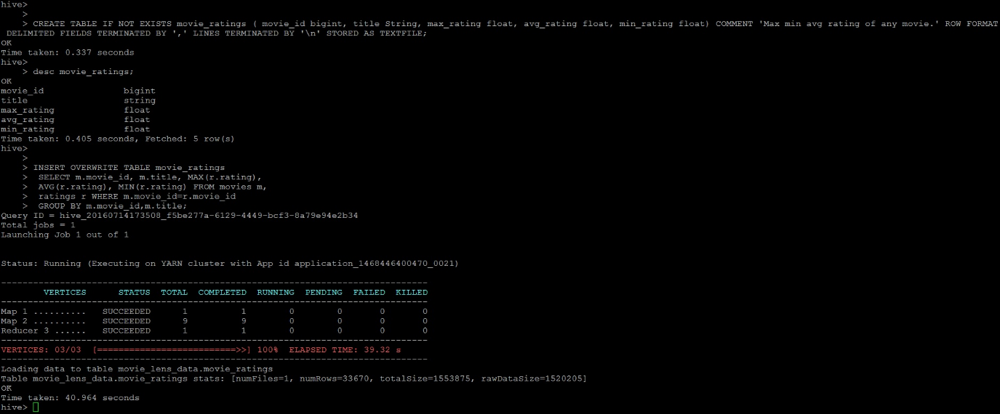 hive>
    >
    > CREATE TABLE IF NOT EXISTS movie_ratings ( movie_id bigint, title String, max_rating float, avg_rating float, min_rating float) COMMENT 'Max min avg rating of any movie.' ROW FORMAT
 DELIMITED FIELDS TERMINATED BY ',' LINES TERMINATED BY '\n' STORED AS TEXTFILE;
OK
Time taken: 0.337 seconds
hive>
    > desc movie_ratings;
OK
movie_id               bigint
title                  string
max_rating             float
avg_rating             float
min_rating             float
Time taken: 0.405 seconds, Fetched: 5 row(s)
hive>
    >
    > INSERT OVERWRITE TABLE movie_ratings
    >  SELECT m.movie_id, m.title, MAX(r.rating),
    >  AVG(r.rating), MIN(r.rating) FROM movies m,
    >  ratings r WHERE m.movie_id=r.movie_id
    >  GROUP BY m.movie_id,m.title;
Query ID = hive_20160714173508_f5be277a-6129-4449-bcf3-8a79e94e2b34
Total jobs = 1
Launching Job 1 out of 1
Status: Running (Executing on YARN cluster with App id application_1468446400470_0021)
--------------------------------------------------------------------------------
        VERTICES      STATUS  TOTAL  COMPLETED  RUNNING  PENDING  FAILED  KILLED
--------------------------------------------------------------------------------
Map 1 ..........   SUCCEEDED      1          1        0        0       0       0
Map 2 ..........   SUCCEEDED      9          9        0        0       0       0
Reducer 3 ......   SUCCEEDED      1          1        0        0       0       0
--------------------------------------------------------------------------------
VERTICES: 03/03  [==========================>>] 100%  ELAPSED TIME: 39.32 s
--------------------------------------------------------------------------------
Loading data to table movie_lens_data.movie_ratings
Table movie_lens_data.movie_ratings stats: [numFiles=1, numRows=33670, totalSize=1553875, rawDataSize=1520205]
OK
Time taken: 40.964 seconds
hive>